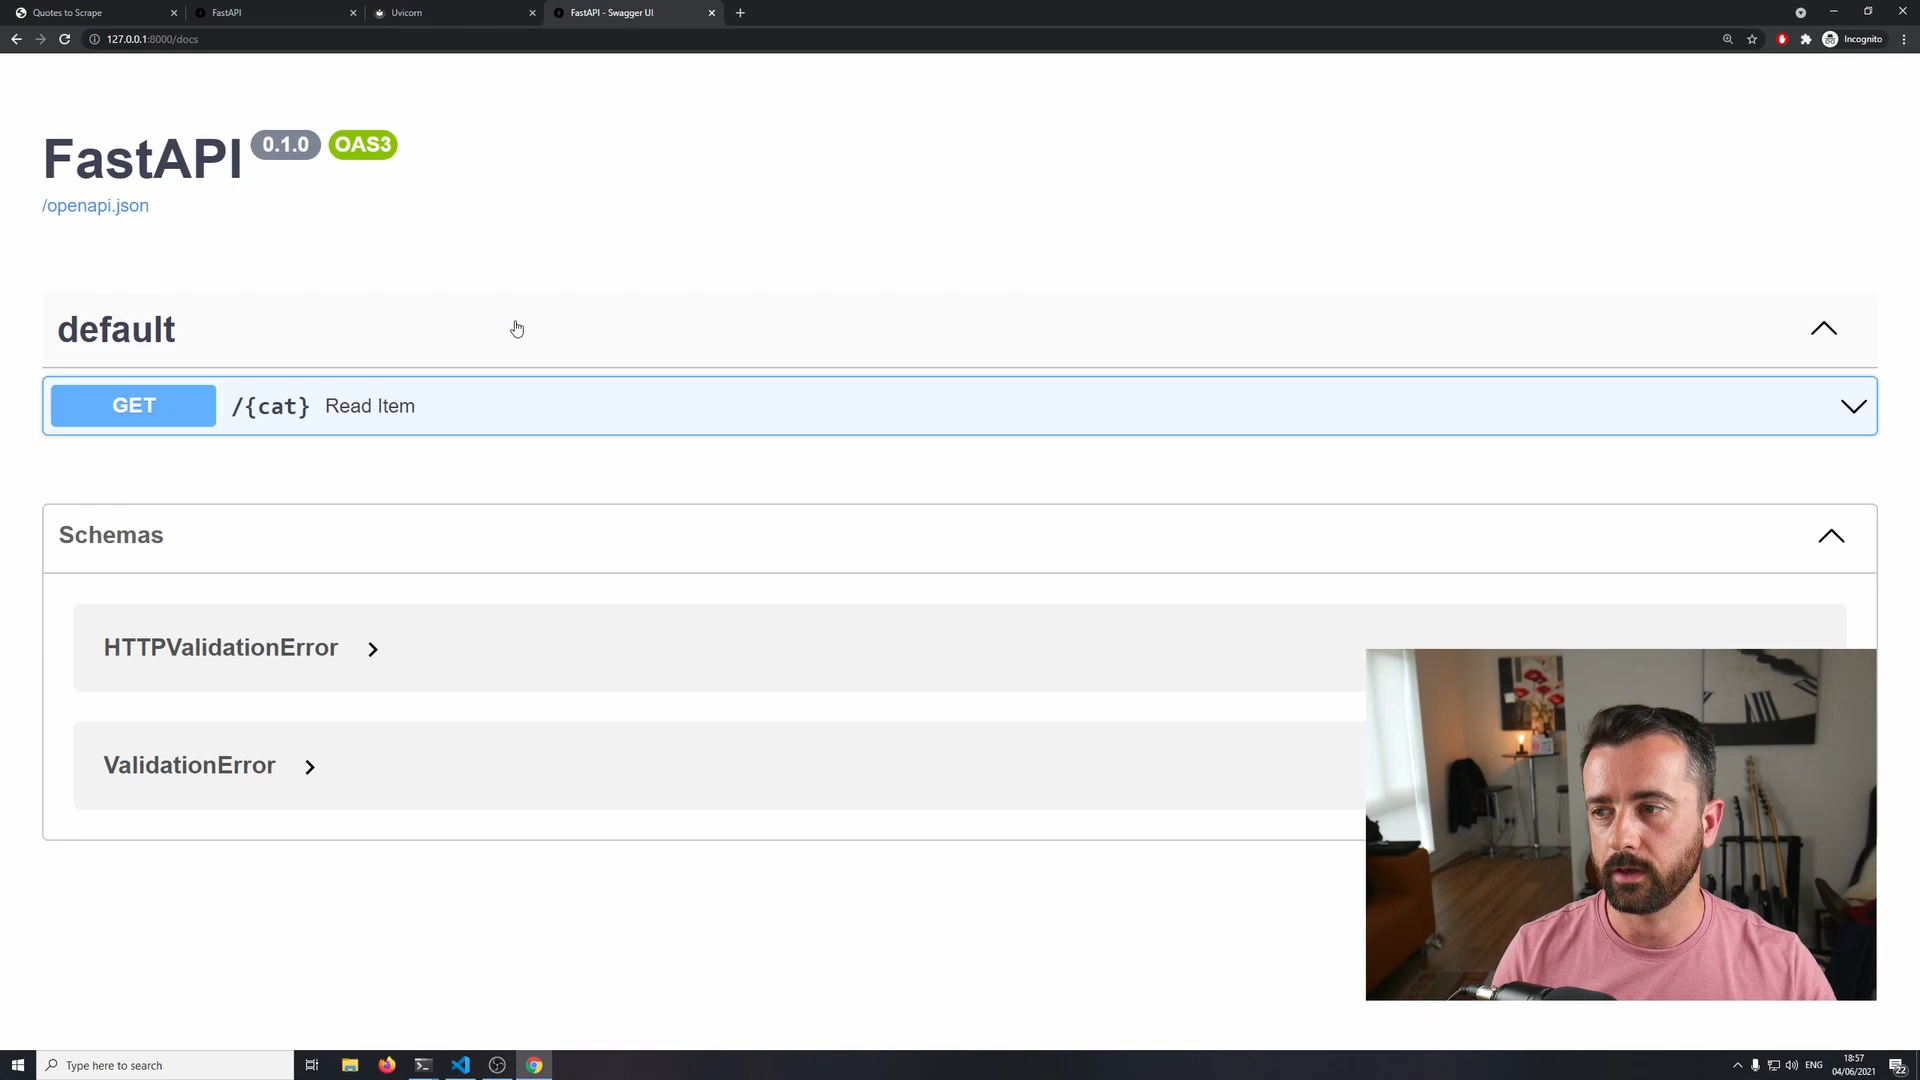 Quotes to Scrape
FastAPI
Uvicorn
FastAPI - Swagger UI
127.0.0.1:8000/docs
Incognito
FastAPI 0.1.0 OAS3
/openapi.json
default
GET /{cat} Read Item
Schemas
HTTPValidationError
ValidationError
Type here to search
ENG
18:57
04/06/2021
22